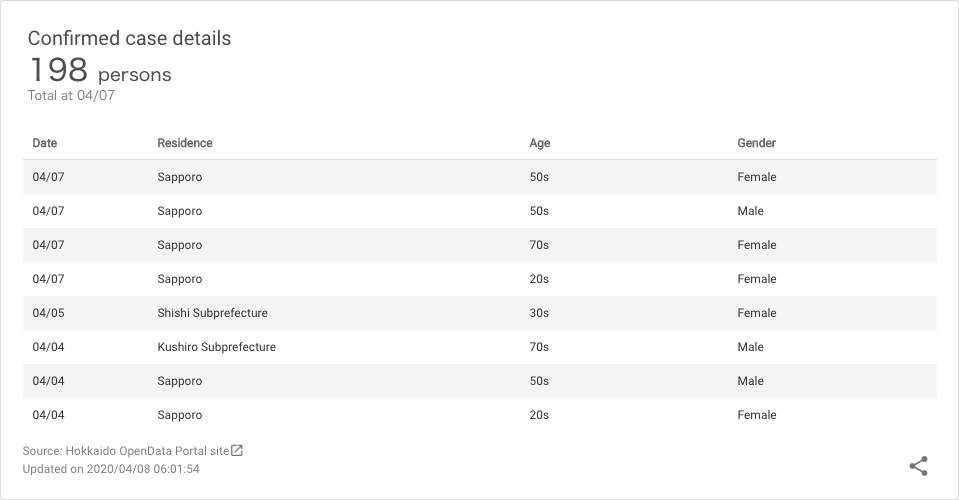 Confirmed case details
198 persons
Total at 04/07
Date Residence Age Gender
04/07 Sapporo 50s Female
04/07 Sapporo 50s Male
04/07 Sapporo 70s Female
04/07 Sapporo 20s Female
04/05 Shishi Subprefecture 30s Female
04/04 Kushiro Subprefecture 70s Male
04/04 Sapporo 50s Male
04/04 Sapporo 20s Female
Source: Hokkaido OpenData Portal site
Updated on 2020/04/08 06:01:54